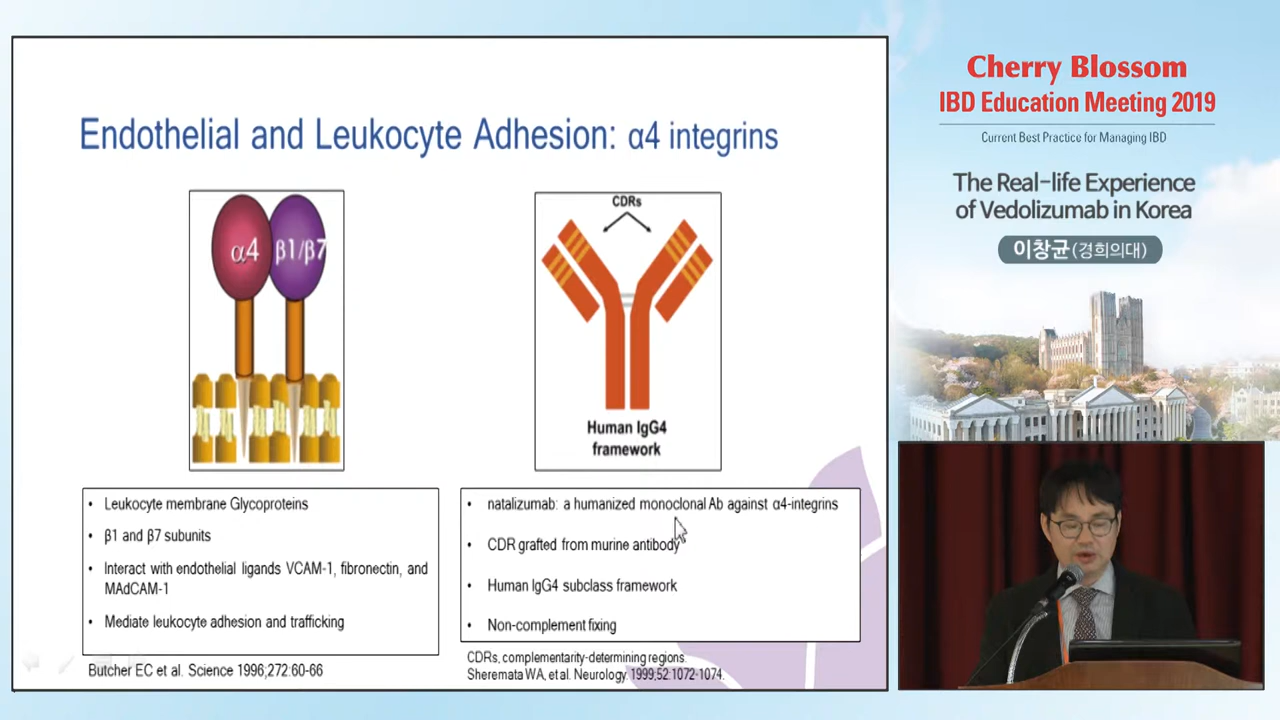 Endothelial and Leukocyte Adhesion: α4 integrins
α4
β1/β7
CDRs
Human IgG4
framework
• Leukocyte membrane Glycoproteins
• β1 and β7 subunits
• Interact with endothelial ligands VCAM-1, fibronectin, and
MAdCAM-1
• Mediate leukocyte adhesion and trafficking
Butcher EC et al. Science 1996;272:60-66
• natalizumab: a humanized monoclonal Ab against α4-integrins
• CDR grafted from murine antibody
• Human IgG4 subclass framework
• Non-complement fixing
CDRs, complementarity-determining regions.
Sheremata WA, et al. Neurology. 1999;52:1072-1074.
Cherry Blossom
IBD Education Meeting 2019
Current Best Practice for Managing IBD
The Real-life Experience
of Vedolizumab in Korea
이창균(경희의대)